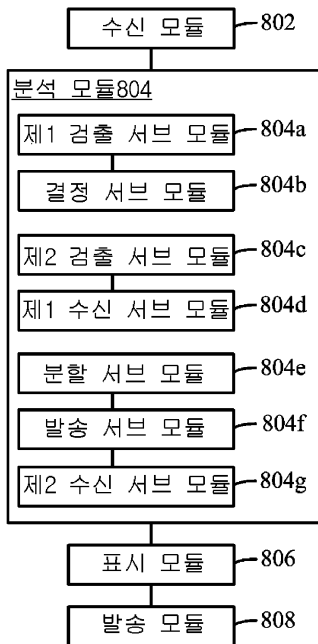 수신 모듈 802
분석 모듈804
제1 검출 서브 모듈 804a
결정 서브 모듈 804b
제2 검출 서브 모듈 804c
제1 수신 서브 모듈 804d
분할 서브 모듈 804e
발송 서브 모듈 804f
제2 수신 서브 모듈 804g
표시 모듈 806
발송 모듈 808